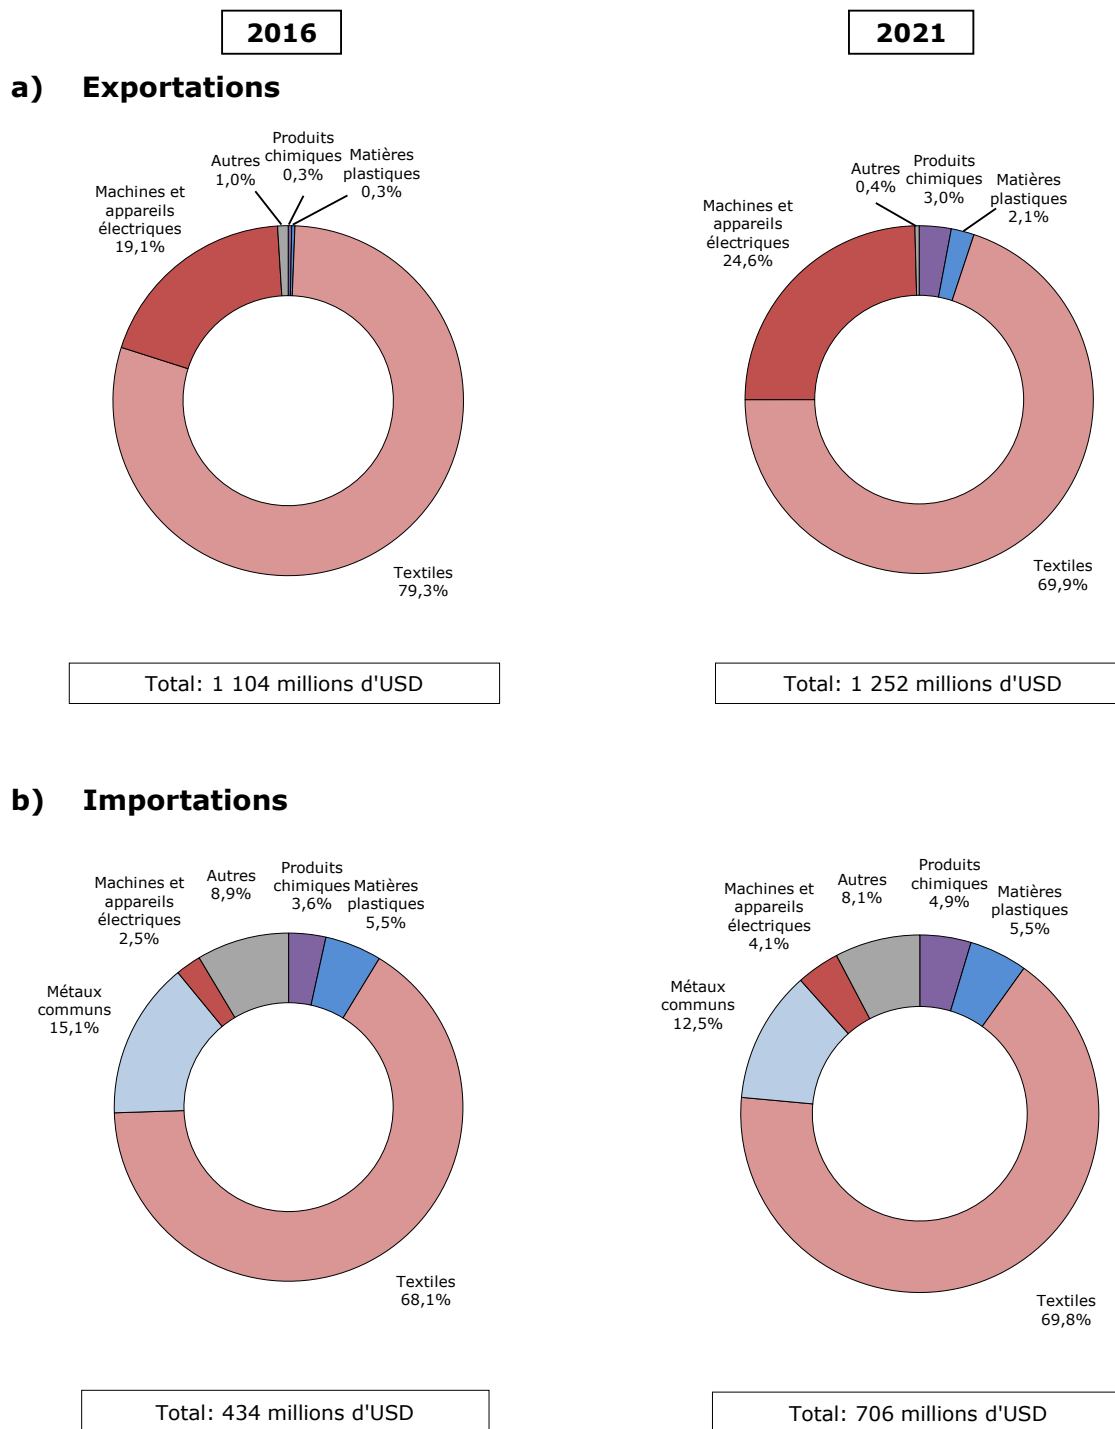 2016
2021
a) Exportations
Produits
chimiques
0,3%
Autres
1,0%
Matières
plastiques
0,3%
Machines et
appareils
électriques
19,1%
Textiles
79,3%
Autres
0,4%
Produits
chimiques
3,0%
Matières
plastiques
2,1%
Machines et
appareils
électriques
24,6%
Textiles
69,9%
Total: 1 104 millions d'USD
Total: 1 252 millions d'USD
b) Importations
Machines et
appareils
électriques
2,5%
Autres
8,9%
Produits
chimiques
3,6%
Matières
plastiques
5,5%
Métaux
communs
15,1%
Textiles
68,1%
Machines et
appareils
électriques
4,1%
Autres
8,1%
Produits
chimiques
4,9%
Matières
plastiques
5,5%
Métaux
communs
12,5%
Textiles
69,8%
Total: 434 millions d'USD
Total: 706 millions d'USD